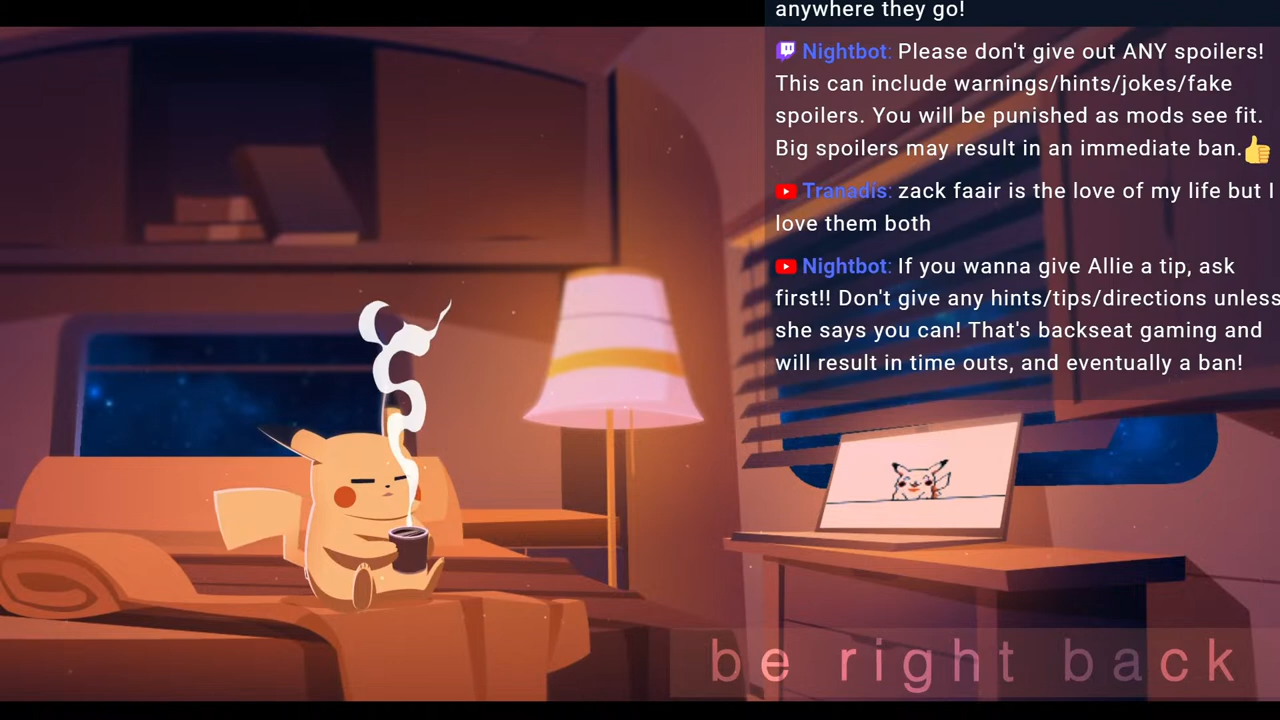 anywhere they go!
Nightbot: Please don't give out ANY spoilers!
This can include warnings/hints/jokes/fake
spoilers. You will be punished as mods see fit.
Big spoilers may result in an immediate ban.👍
Tranadis: zack faair is the love of my life but I
love them both
Nightbot: If you wanna give Allie a tip, ask
first!! Don't give any hints/tips/directions unless
she says you can! That's backseat gaming and
will result in time outs, and eventually a ban!
be right back